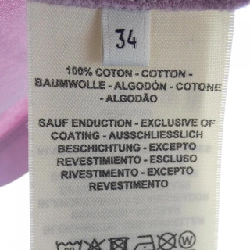 34
100% COTON - COTTON -
BAUMWOLLE - ALGODÓN - COTONE
- ALGODÃO
SAUF ENDUCTION - EXCLUSIVE OF
COATING - AUSSCHLIESSLICH
BESCHICHTUNG - EXCEPTO
REVESTIMIENTO - ESCLUSO
RIVESTIMENTO - EXCEPTO
REVESTIMENTO